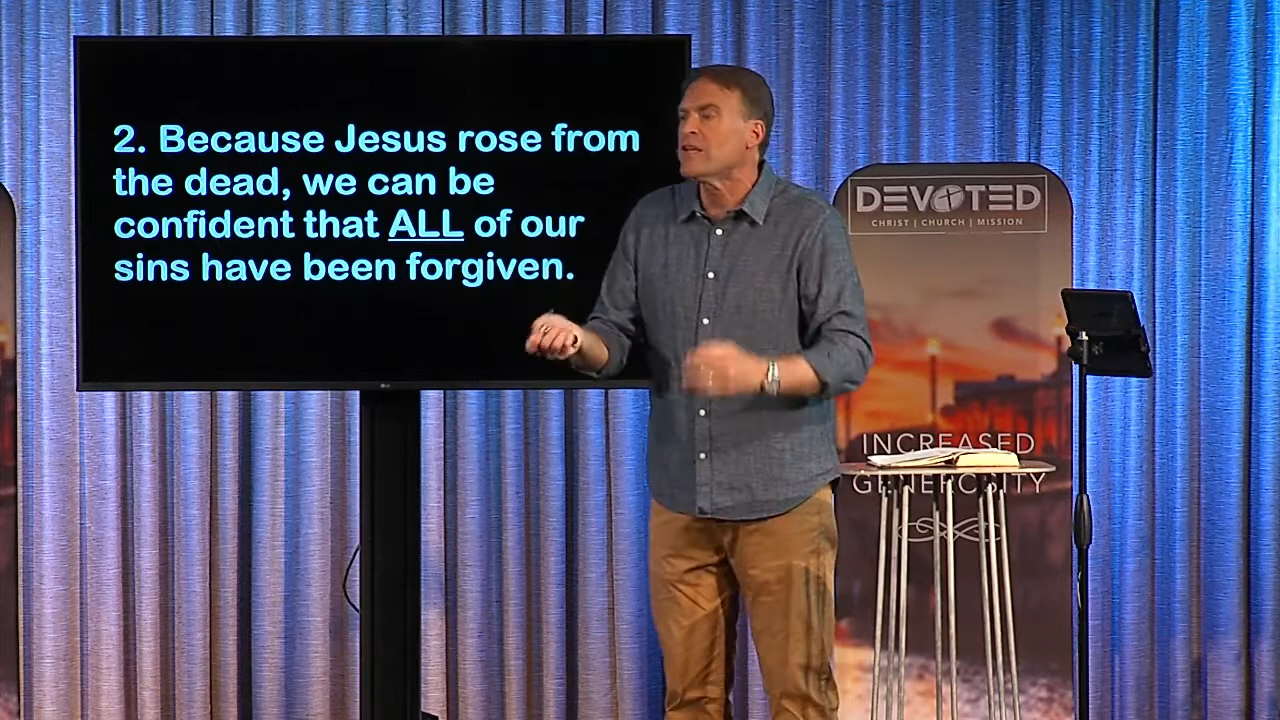 2. Because Jesus rose from
the dead, we can be
confident that ALL of our
sins have been forgiven.
DEVOTED
CHRIST | CHURCH | MISSION
INCREASED
GENEROSITY